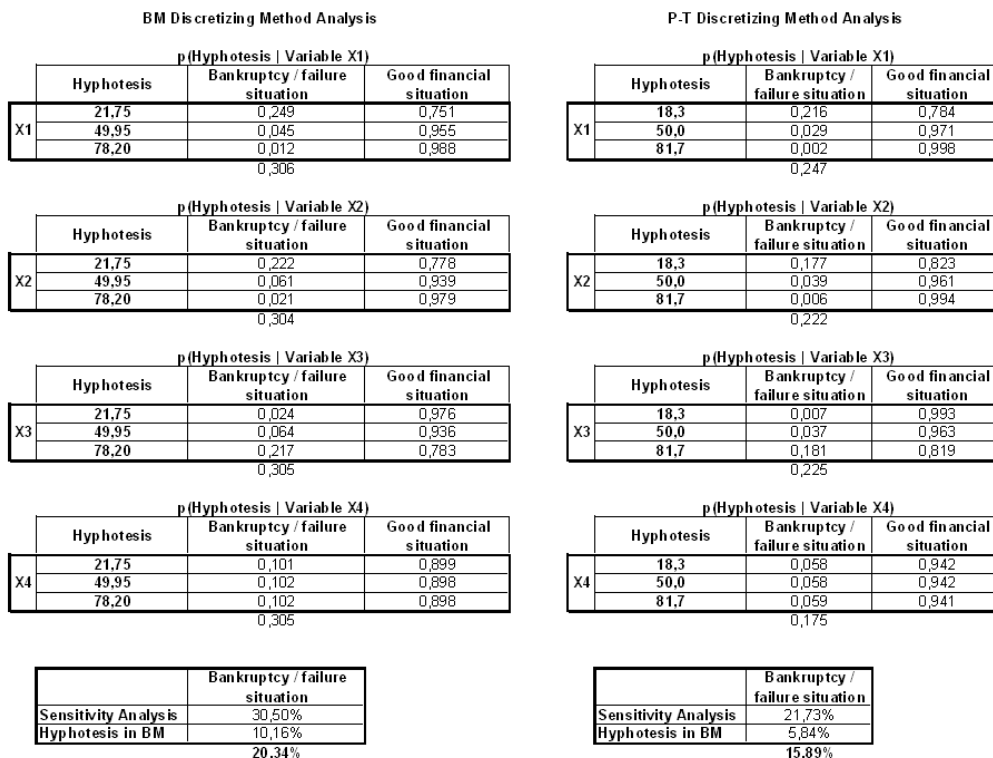 BM Discretizing Method Analysis
p(Hyphotesis | Variable X1)
Hyphotesis Bankruptcy / failure situation Good financial situation
X1
21,75 0,249 0,751
49,95 0,045 0,955
78,20 0,012 0,988
0,306
p(Hyphotesis | Variable X2)
Hyphotesis Bankruptcy / failure situation Good financial situation
X2
21,75 0,222 0,778
49,95 0,061 0,939
78,20 0,021 0,979
0,304
p(Hyphotesis | Variable X3)
Hyphotesis Bankruptcy / failure situation Good financial situation
X3
21,75 0,024 0,976
49,95 0,064 0,936
78,20 0,217 0,783
0,305
p(Hyphotesis | Variable X4)
Hyphotesis Bankruptcy / failure situation Good financial situation
X4
21,75 0,101 0,899
49,95 0,102 0,898
78,20 0,102 0,898
0,305
Bankruptcy / failure situation
Sensitivity Analysis 30,50%
Hyphotesis in BM 10,16%
20.34%
P-T Discretizing Method Analysis
p(Hyphotesis | Variable X1)
Hyphotesis Bankruptcy / failure situation Good financial situation
X1
18,3 0,216 0,784
50,0 0,029 0,971
81,7 0,002 0,998
0,247
p(Hyphotesis | Variable X2)
Hyphotesis Bankruptcy / failure situation Good financial situation
X2
18,3 0,177 0,823
50,0 0,039 0,961
81,7 0,006 0,994
0,222
p(Hyphotesis | Variable X3)
Hyphotesis Bankruptcy / failure situation Good financial situation
X3
18,3 0,007 0,993
50,0 0,037 0,963
81,7 0,181 0,819
0,225
p(Hyphotesis | Variable X4)
Hyphotesis Bankruptcy / failure situation Good financial situation
X4
18,3 0,058 0,942
50,0 0,058 0,942
81,7 0,059 0,941
0,175
Bankruptcy / failure situation
Sensitivity Analysis 21,73%
Hyphotesis in BM 5,84%
15.89%